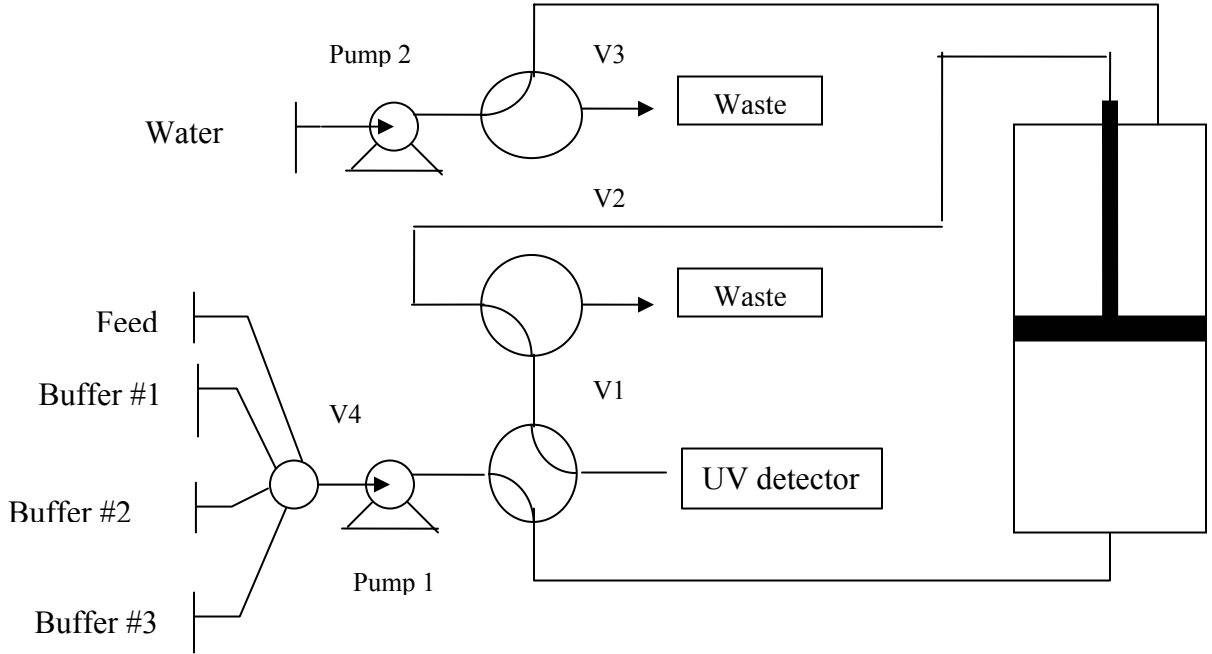 Pump 2
V3
Waste
Water
V2
Waste
Feed
Buffer #1
V1
V4
UV detector
Buffer #2
Pump 1
Buffer #3